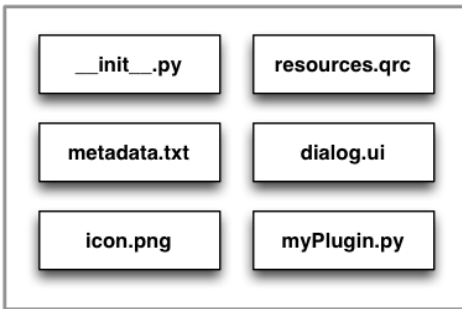 __init__.py
resources.qrc
metadata.txt
dialog.ui
icon.png
myPlugin.py